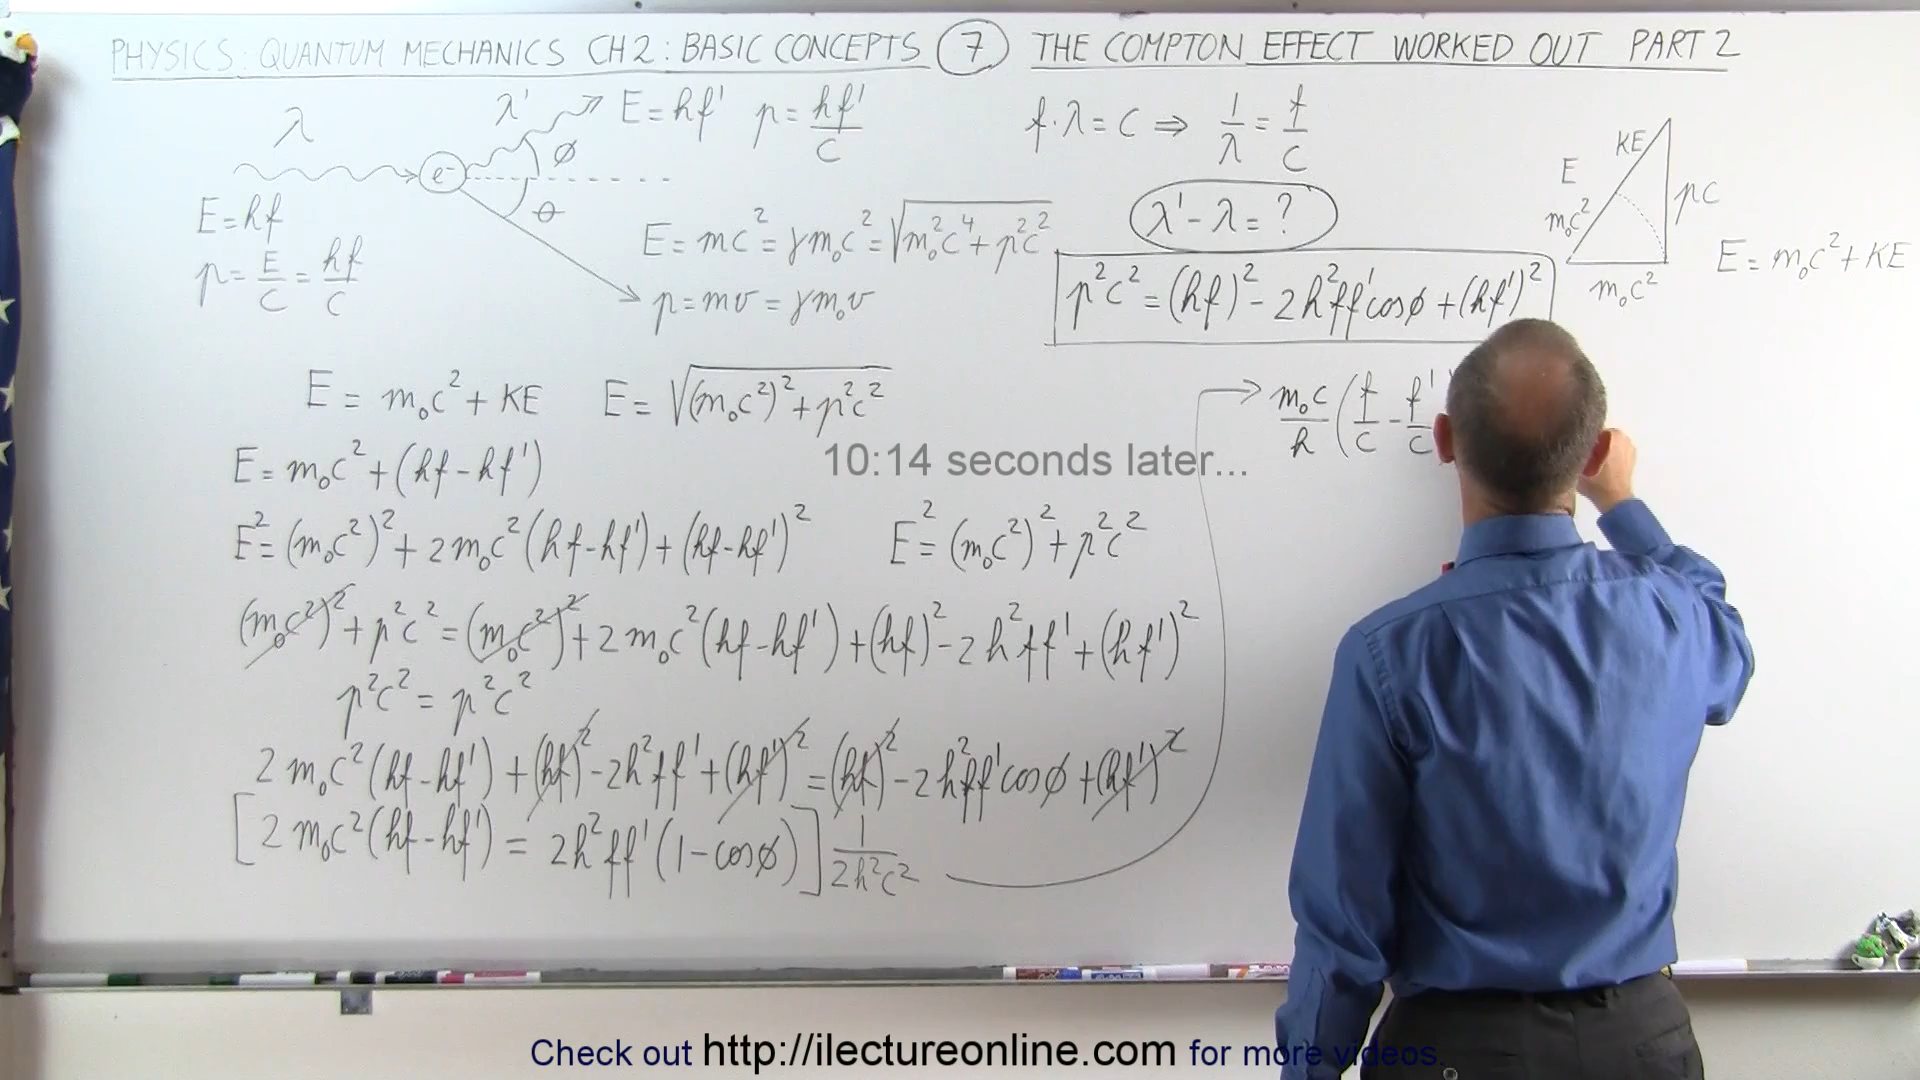 PHYSICS: QUANTUM MECHANICS CH 2: BASIC CONCEPTS 7 THE COMPTON EFFECT WORKED OUT PART 2
λ
λ'
E = hf' p = hf'/c
e⁻
φ
θ
E = hf
p = E/c = hf/c
E = mc² = γm₀c² = √(m₀²c⁴ + p²c²)
p = mv = γm₀v
f·λ = c ⇒ 1/λ = f/c
λ' - λ = ?
p²c² = (hf)² - 2h²ff'cosφ + (hf')²
KE
E
m₀c²
pc
m₀c²
E = m₀c² + KE
E = m₀c² + KE E = √((m₀c²)² + p²c²)
E = m₀c² + (hf - hf')
10:14 seconds later...
E² = (m₀c²)² + 2m₀c²(hf - hf') + (hf - hf')² E² = (m₀c²)² + p²c²
(m₀c²)² + p²c² = (m₀c²)² + 2m₀c²(hf - hf') + (hf)² - 2h²ff' + (hf')²
p²c² = p²c²
2m₀c²(hf - hf') + (hf)² - 2h²ff' + (hf')² = (hf)² - 2h²ff'cosφ + (hf')²
[2m₀c²(hf - hf') = 2h²ff'(1 - cosφ)] 1/2h²c²
→ m₀c/h (f/c - f'/c
Check out http://ilectureonline.com for more videos.